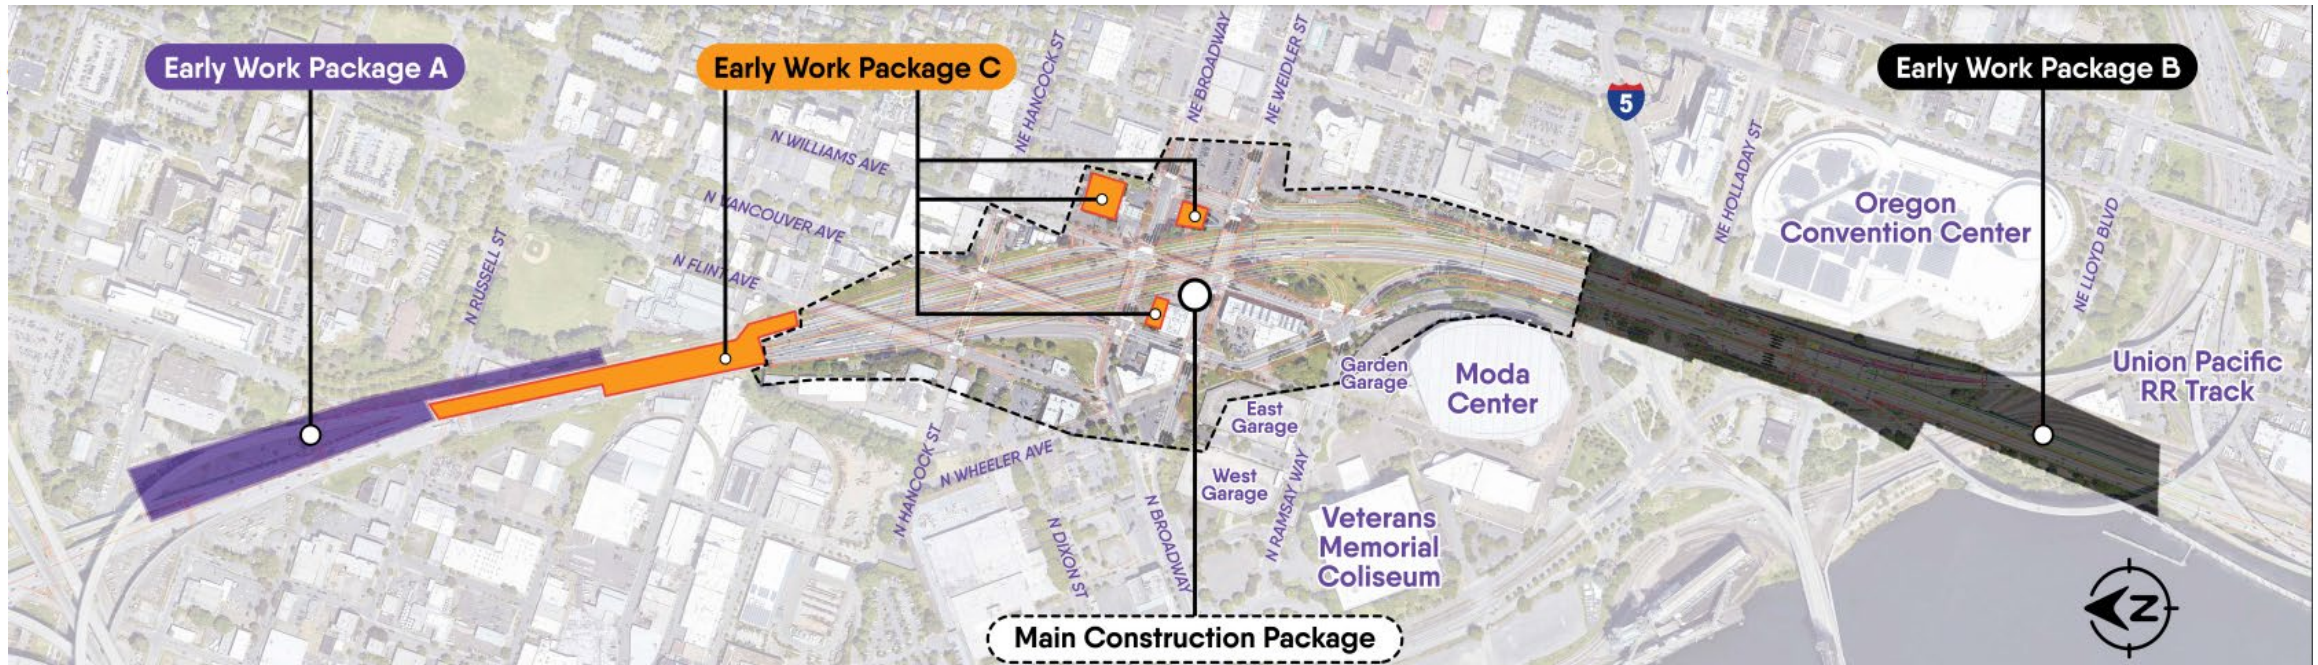 Early Work Package A
Early Work Package C
Early Work Package B
NE HANCOCK ST
NE BROADWAY
NE WEIDLER ST
5
N WILLIAMS AVE
N VANCOUVER AVE
N FLINT AVE
N RUSSELL ST
NE HOLLADAY ST
Oregon
Convention Center
NE LLOYD BLVD
Union Pacific
RR Track
Garden
Garage
Moda
Center
East
Garage
West
Garage
N HANCOCK ST
N WHEELER AVE
N DIXON ST
N BROADWAY
N RAMSAY WAY
Veterans
Memorial
Coliseum
Main Construction Package
N